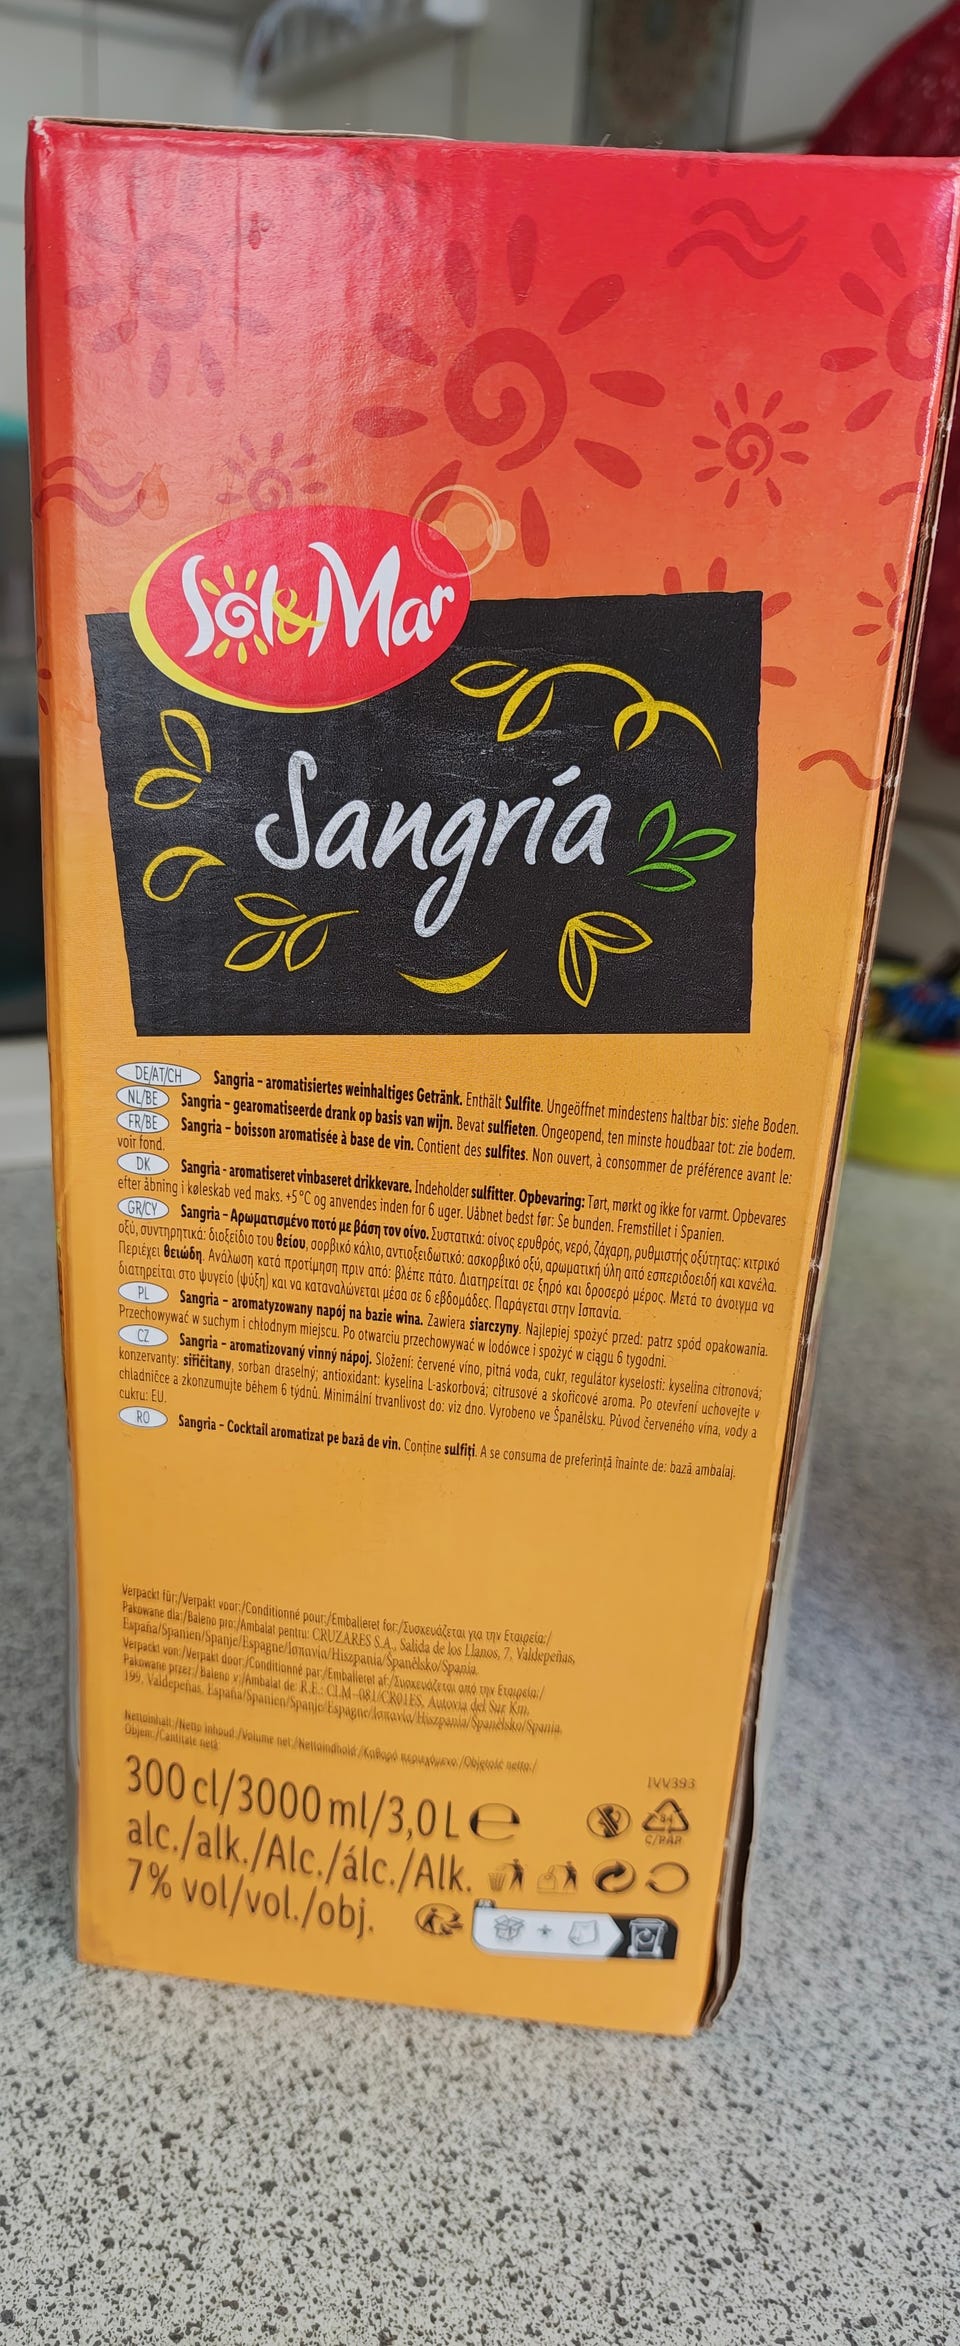 Sol&Mar
Sangría
DE/AT/CH Sangria – aromatisiertes weinhaltiges Getränk. Enthält Sulfite. Ungeöffnet mindestens haltbar bis: siehe Boden.
NL/BE Sangria – gearomatiseerde drank op basis van wijn. Bevat sulfieten. Ongeopend, ten minste houdbaar tot: zie bodem.
FR/BE Sangria – boisson aromatisée à base de vin. Contient des sulfites. Non ouvert, à consommer de préférence avant le:
voir fond.
DK Sangria - aromatiseret vinbaseret drikkevare. Indeholder sulfitter. Opbevaring: Tørt, mørkt og ikke for varmt. Opbevares
efter åbning i køleskab ved maks. +5°C og anvendes inden for 6 uger. Uåbnet bedst før: Se bunden. Fremstillet i Spanien.
GR/CY Sangria – Αρωματισμένο ποτό με βάση τον οίνο. Συστατικά: οίνος ερυθρός, νερό, ζάχαρη, ρυθμιστής οξύτητας: κιτρικό
οξύ, συντηρητικά: διοξείδιο του θείου, σορβικό κάλιο, αντιοξειδωτικό: ασκορβικό οξύ, αρωματική ύλη από εσπεριδοειδή και κανέλα.
Περιέχει θειώδη. Ανάλωση κατά προτίμηση πριν από: βλέπε πάτο. Διατηρείται σε ξηρό και δροσερό μέρος. Μετά το άνοιγμα να
διατηρείται στο ψυγείο (ψύξη) και να καταναλώνεται μέσα σε 6 εβδομάδες. Παράγεται στην Ισπανία.
PL Sangria – aromatyzowany napój na bazie wina. Zawiera siarczyny. Najlepiej spożyć przed: patrz spód opakowania.
Przechowywać w suchym i chłodnym miejscu. Po otwarciu przechowywać w lodówce i spożyć w ciągu 6 tygodni.
CZ Sangria – aromatizovaný vinný nápoj. Složení: červené víno, pitná voda, cukr, regulátor kyselosti: kyselina citronová;
konzervanty: siřičitany, sorban draselný; antioxidant: kyselina L-askorbová; citrusové a skořicové aroma. Po otevření uchovejte v
chladničce a zkonzumujte během 6 týdnů. Minimální trvanlivost do: viz dno. Vyrobeno ve Španělsku. Původ červeného vína, vody a
cukru: EU.
RO Sangria – Cocktail aromatizat pe bază de vin. Conține sulfiți. A se consuma de preferință înainte de: bază ambalaj.
Verpackt für:/Verpakt voor:/Conditionné pour:/Emballeret for:/Συσκευάζεται για την Εταιρεία:/
Pakowane dla:/Baleno pro:/Ambalat pentru: CRUZARES S.A., Salida de los Llanos, 7, Valdepeñas,
España/Spanien/Spanje/Espagne/Ισπανία/Hiszpania/Španělsko/Spania.
Verpackt von:/Verpakt door:/Conditionné par:/Emballeret af:/Συσκευάζεται από την Εταιρεία:/
Pakowane przez:/Baleno v:/Ambalat de: R.E.: CLM-081/CR01ES, Autovía del Sur Km,
199, Valdepeñas, España/Spanien/Spanje/Espagne/Ισπανία/Hiszpania/Španělsko/Spania.
Nettoinhalt:/Netto inhoud:/Volume net:/Nettoindhold:/Καθαρό περιεχόμενο:/Objętość netto:/
Objem:/Cantitate netă:
300 cl/3000 ml/3,0 L e
alc./alk./Alc./álc./Alk.
7% vol/vol./obj.
IVV393
84
C/PAP